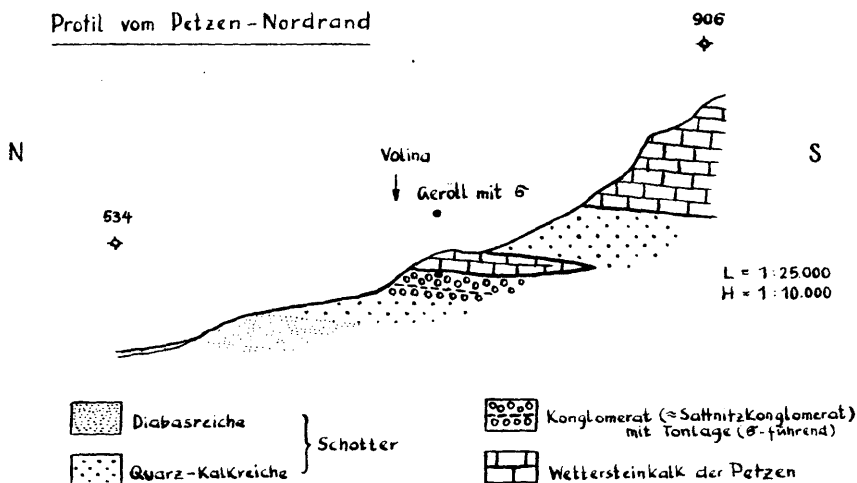 Profil vom Petzen-Nordrand
906
N
S
Volina
Geröll mit σ
534
L = 1:25.000
H = 1:10.000
Diabasreiche
Schotter
Quarz-Kalkreiche
Konglomerat (≈Sattnitzkonglomerat)
mit Tonlage (σ-führend)
Wettersteinkalk der Petzen